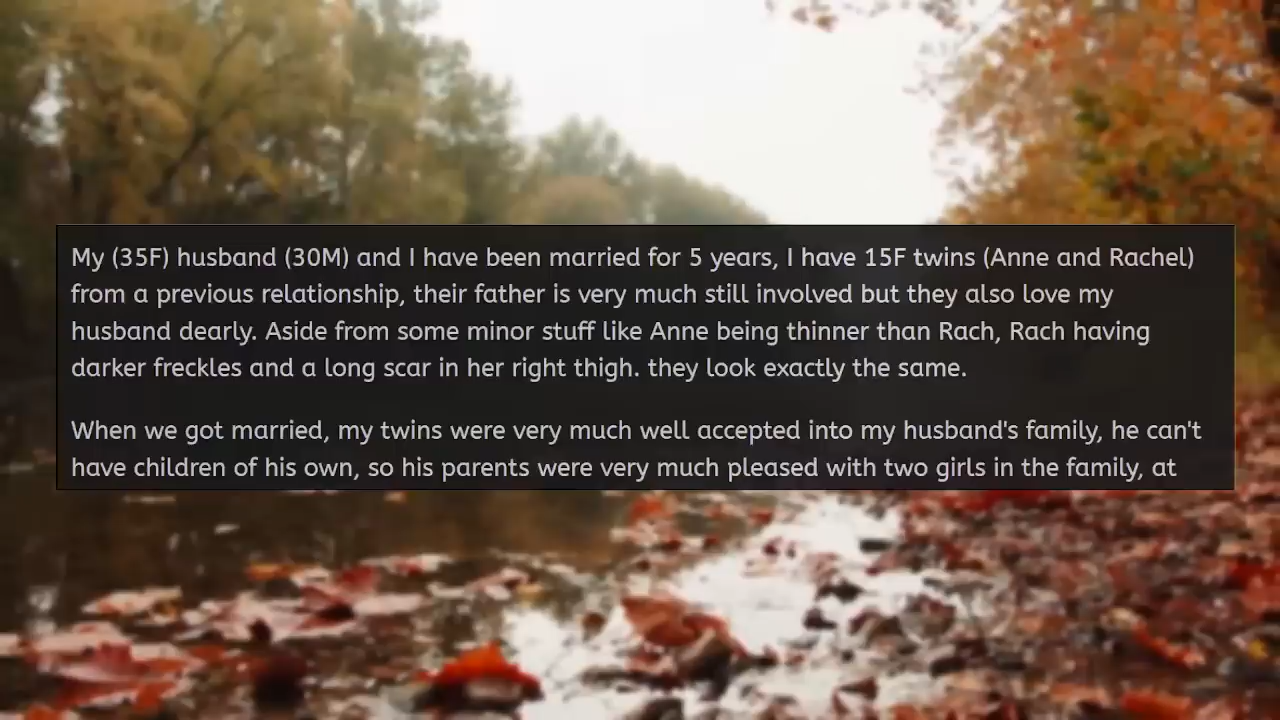 My (35F) husband (30M) and I have been married for 5 years, I have 15F twins (Anne and Rachel)
from a previous relationship, their father is very much still involved but they also love my
husband dearly. Aside from some minor stuff like Anne being thinner than Rach, Rach having
darker freckles and a long scar in her right thigh. they look exactly the same.
When we got married, my twins were very much well accepted into my husband's family, he can't
have children of his own, so his parents were very much pleased with two girls in the family, at